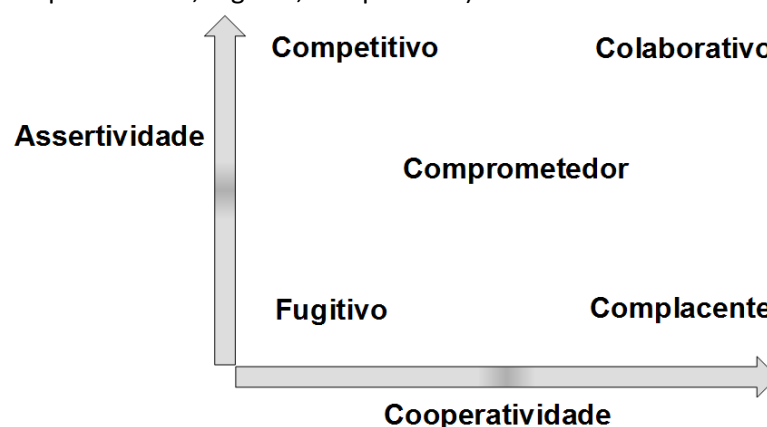 Competitivo Colaborativo
Assertividade
Comprometedor
Fugitivo Complacente
Cooperatividade